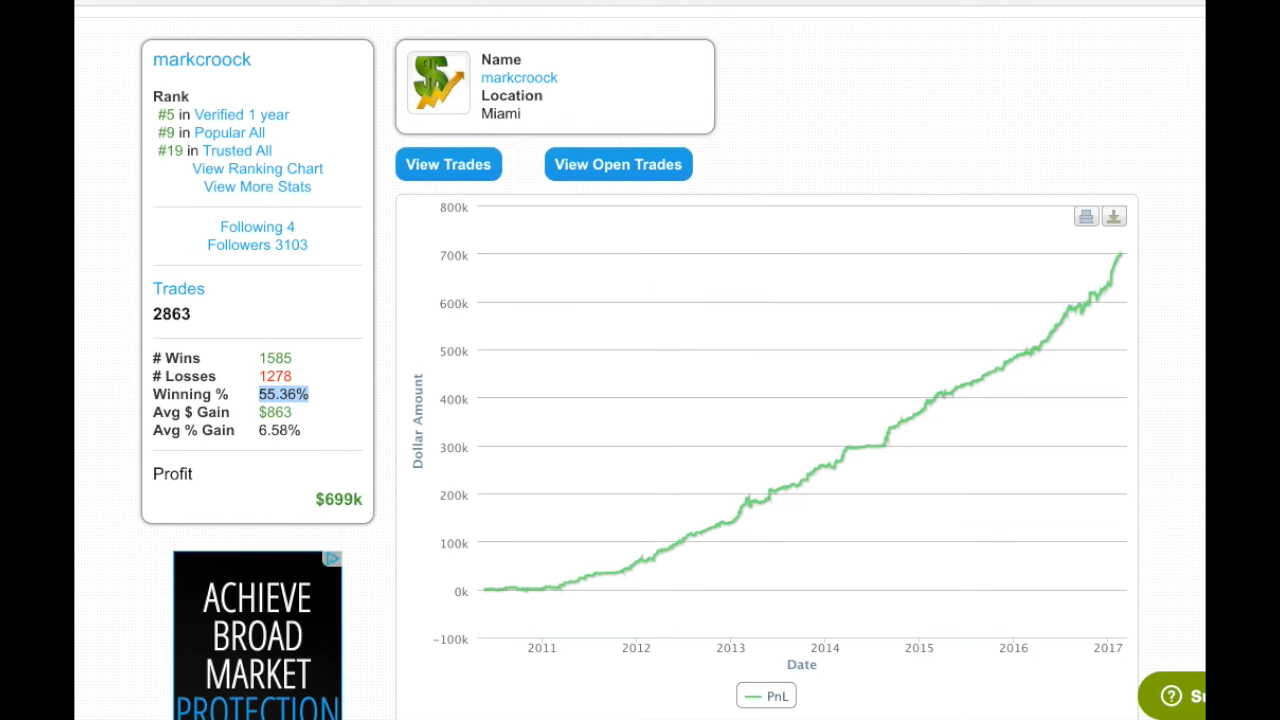 markcroock
Rank
#5 in Verified 1 year
#9 in Popular All
#19 in Trusted All
View Ranking Chart
View More Stats
Following 4
Followers 3103
Trades
2863
# Wins 1585
# Losses 1278
Winning % 55.36%
Avg $ Gain $863
Avg % Gain 6.58%
Profit
$699k
ACHIEVE
BROAD
MARKET
PROTECTION
Name
markcroock
Location
Miami
View Trades View Open Trades
800k
700k
600k
500k
400k
300k
200k
100k
0k
-100k
Dollar Amount
2011 2012 2013 2014 2015 2016 2017
Date
PnL